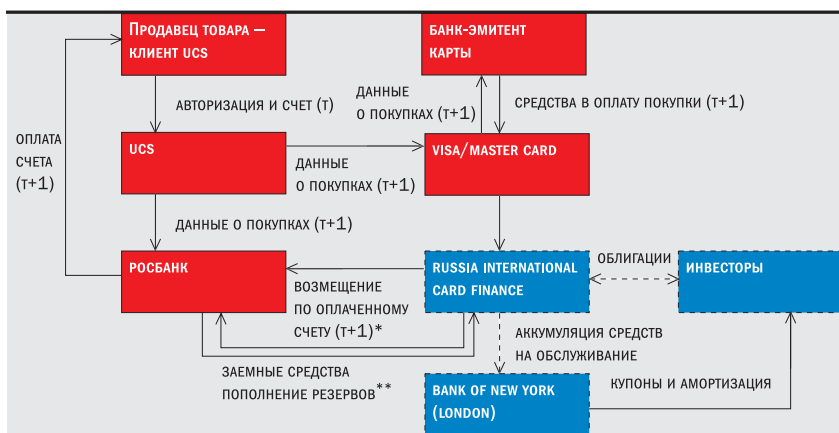 Продавец товара —
клиент UCS
банк-эмитент
карты
Авторизация и счет (т)
Данные
о покупках (т+1)
Средства в оплату покупки (т+1)
Оплата
счета
(т+1)
UCS
Данные
о покупках (т+1)
Visa/Master Card
Данные о покупках (т+1)
Росбанк
Возмещение
по оплаченному
счету (т+1)*
Russia International
Card Finance
Облигации
Инвесторы
Заемные средства
пополнение резервов**
Аккумуляция средств
на обслуживание
Bank of New York
(London)
Купоны и амортизация